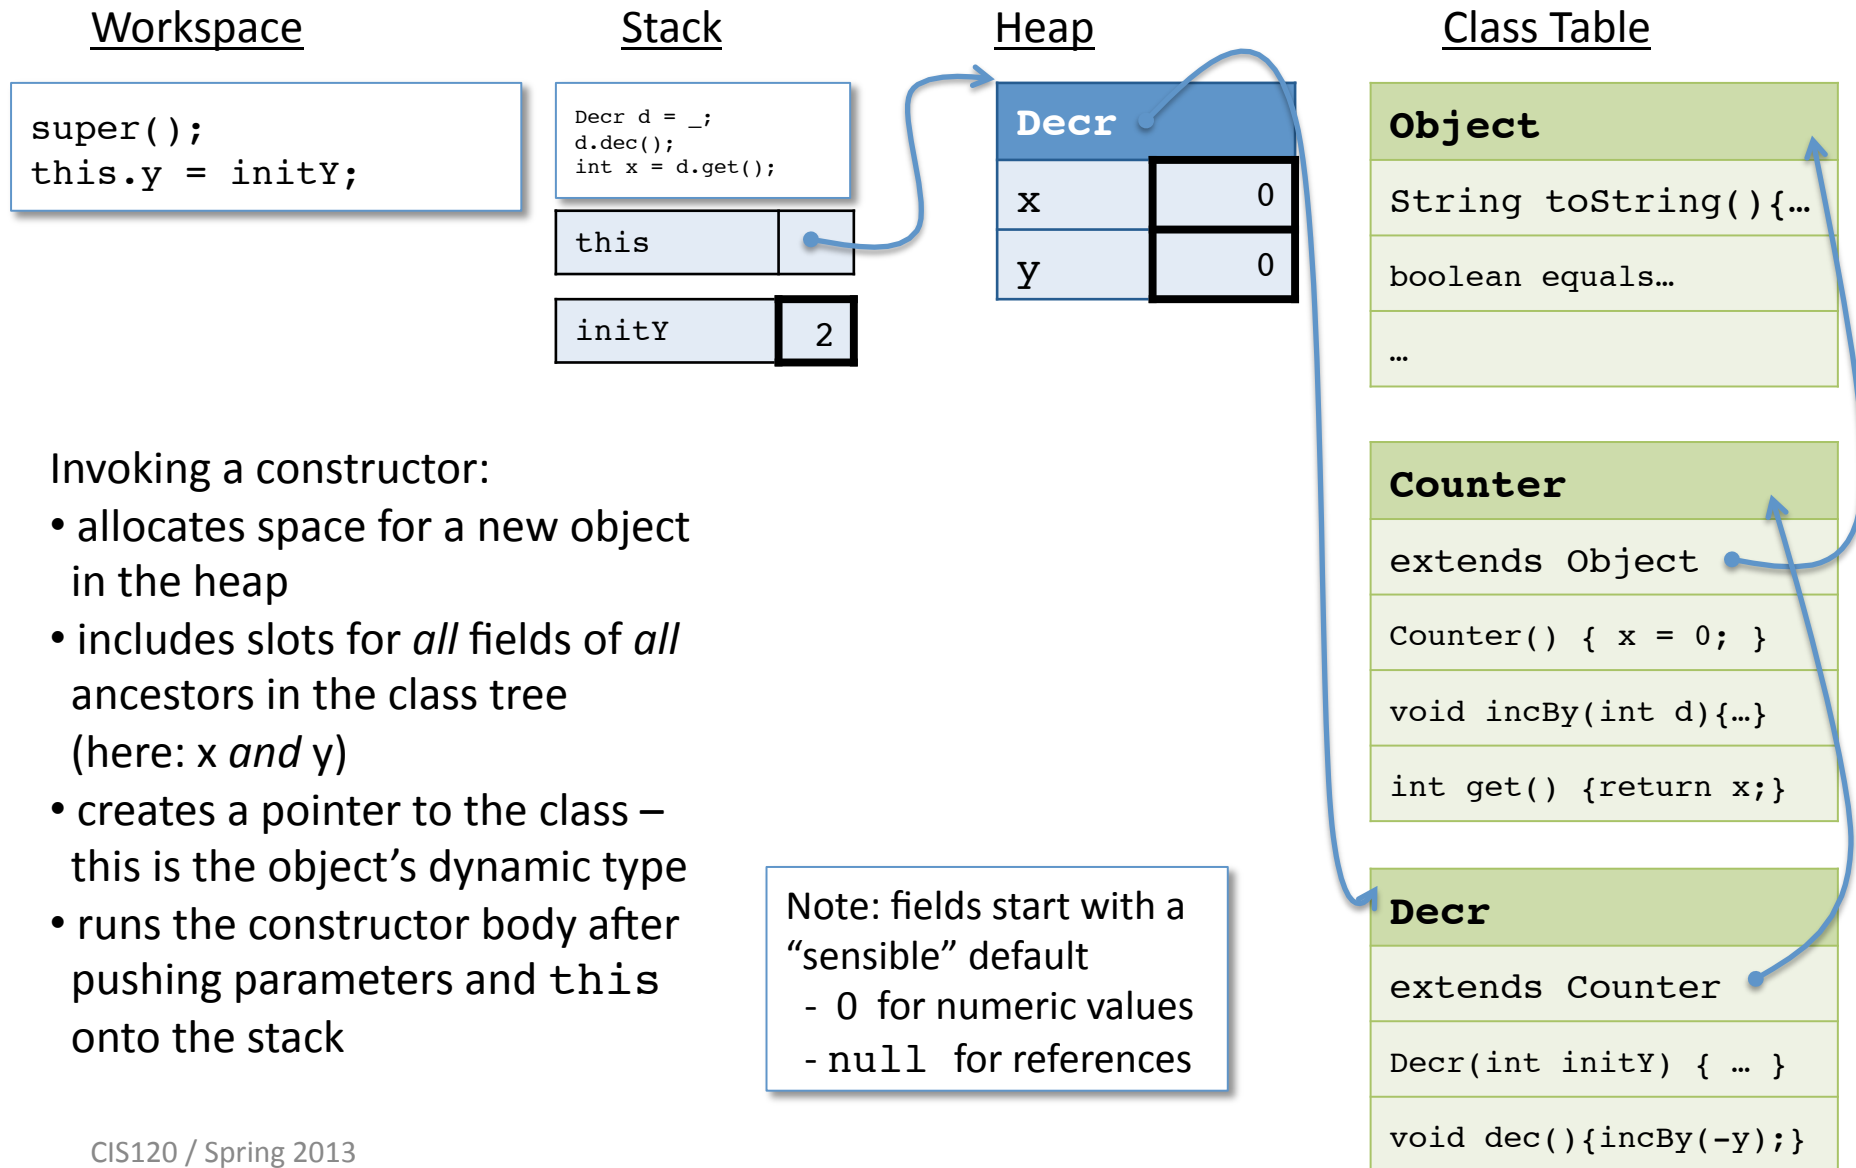 Workspace
Stack
Heap
Class Table
super();
this.y = initY;
Decr d = _;
d.dec();
int x = d.get();
this
initY 2
Decr
x 0
y 0
Object
String toString(){…
boolean equals…
…
Counter
extends Object
Counter() { x = 0; }
void incBy(int d){…}
int get() {return x;}
Decr
extends Counter
Decr(int initY) { … }
void dec(){incBy(-y);}
Invoking a constructor:
• allocates space for a new object
in the heap
• includes slots for all fields of all
ancestors in the class tree
(here: x and y)
• creates a pointer to the class –
this is the object’s dynamic type
• runs the constructor body after
pushing parameters and this
onto the stack
Note: fields start with a
“sensible” default
- 0 for numeric values
- null for references
CIS120 / Spring 2013